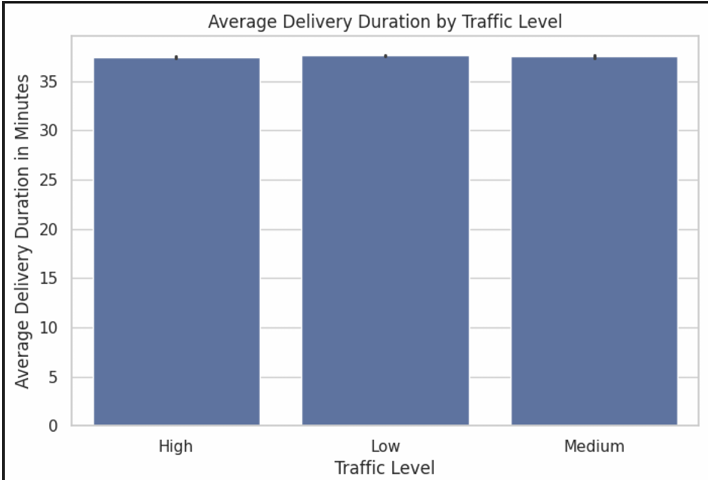 Average Delivery Duration by Traffic Level
Average Delivery Duration in Minutes
35
30
25
20
15
10
5
0
High Low Medium
Traffic Level